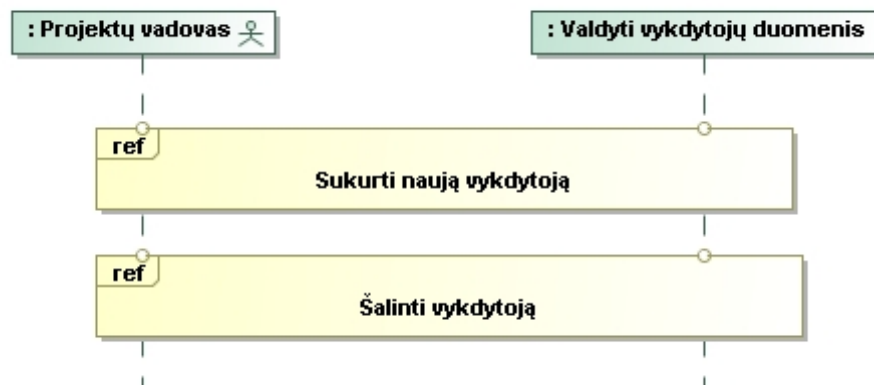 : Projektų vadovas
: Valdyti vykdytojų duomenis
ref
Sukurti naują vykdytoją
ref
Šalinti vykdytoją